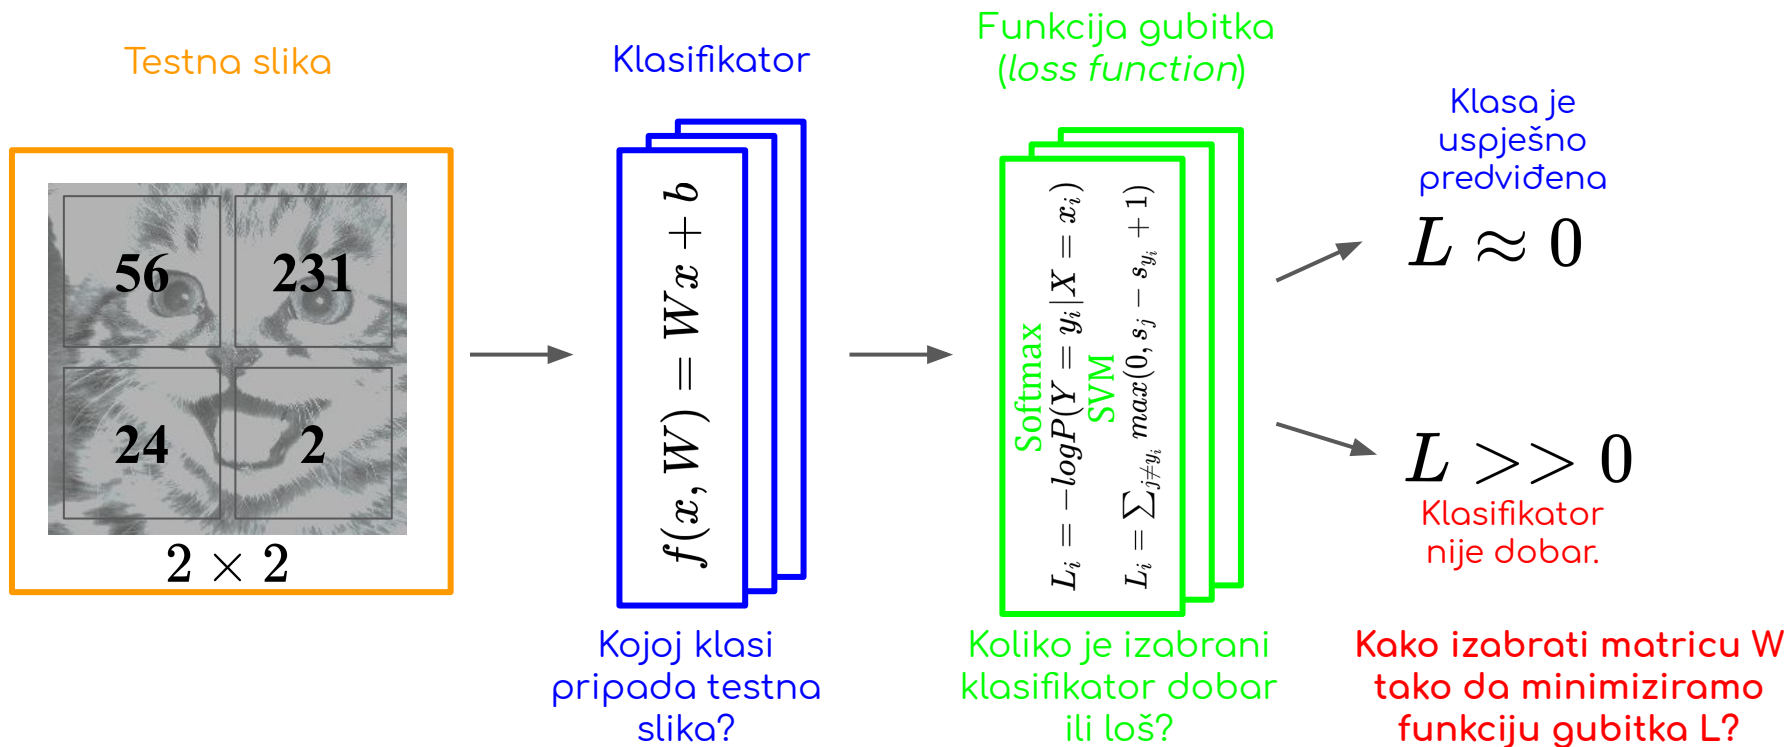 Testna slika
56
231
24
2
2 × 2
Klasifikator
f(x, W) = Wx + b
Kojoj klasi
pripada testna
slika?
Funkcija gubitka
(loss function)
Softmax
L_i = −logP(Y = y_i|X = x_i)
SVM
L_i = ∑_{j≠y_i} max(0, s_j − s_{y_i} + 1)
Koliko je izabrani
klasifikator dobar
ili loš?
Klasa je
uspješno
predviđena
L ≈ 0
L >> 0
Klasifikator
nije dobar.
Kako izabrati matricu W
tako da minimiziramo
funkciju gubitka L?